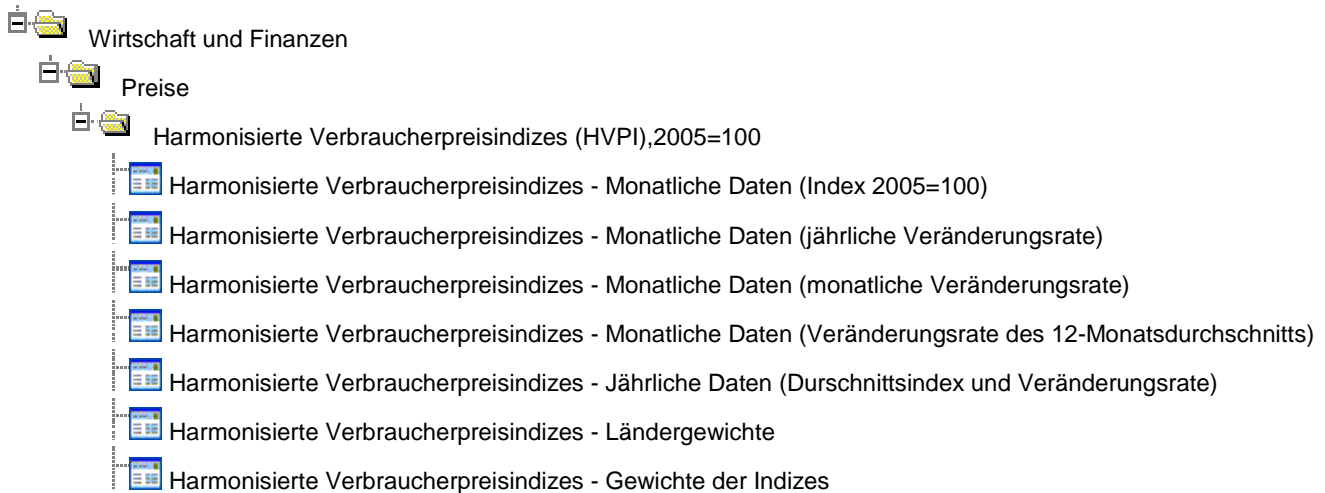 Wirtschaft und Finanzen
Preise
Harmonisierte Verbraucherpreisindizes (HVPI),2005=100
Harmonisierte Verbraucherpreisindizes - Monatliche Daten (Index 2005=100)
Harmonisierte Verbraucherpreisindizes - Monatliche Daten (jährliche Veränderungsrate)
Harmonisierte Verbraucherpreisindizes - Monatliche Daten (monatliche Veränderungsrate)
Harmonisierte Verbraucherpreisindizes - Monatliche Daten (Veränderungsrate des 12-Monatsdurchschnitts)
Harmonisierte Verbraucherpreisindizes - Jährliche Daten (Durschnittsindex und Veränderungsrate)
Harmonisierte Verbraucherpreisindizes - Ländergewichte
Harmonisierte Verbraucherpreisindizes - Gewichte der Indizes